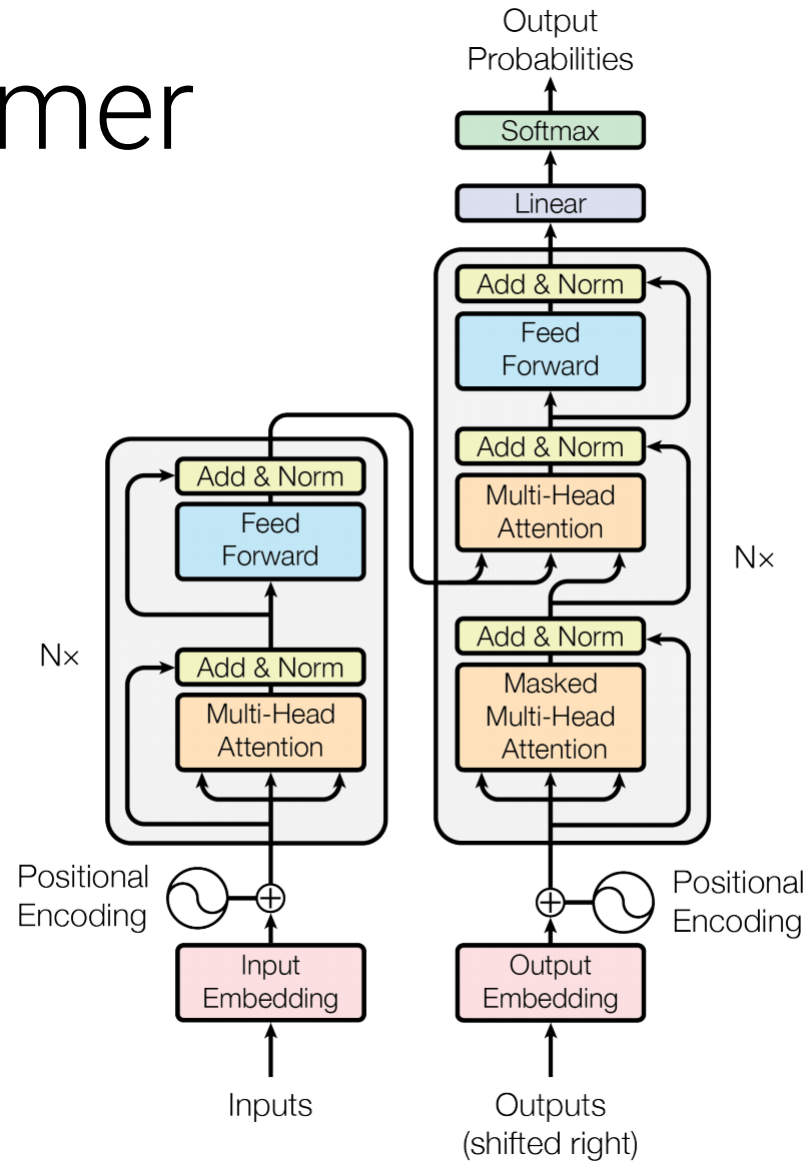 mer
Output
Probabilities
Softmax
Linear
Add & Norm
Feed
Forward
Add & Norm
Multi-Head
Attention
Add & Norm
Masked
Multi-Head
Attention
N×
Add & Norm
Feed
Forward
Add & Norm
Multi-Head
Attention
N×
Positional
Encoding
Positional
Encoding
Input
Embedding
Output
Embedding
Inputs
Outputs
(shifted right)